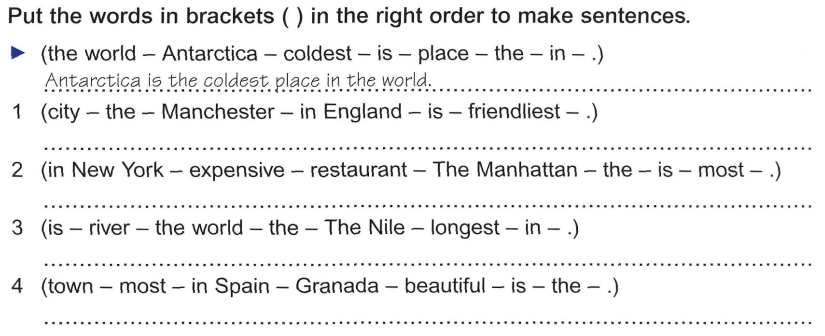 Put the words in brackets ( ) in the right order to make sentences.
► (the world – Antarctica – coldest – is – place – the – in – .)
Antarctica is the coldest place in the world.
1 (city – the – Manchester – in England – is – friendliest – .)
2 (in New York – expensive – restaurant – The Manhattan – the – is – most – .)
3 (is – river – the world – the – The Nile – longest – in – .)
4 (town – most – in Spain – Granada – beautiful – is – the – .)